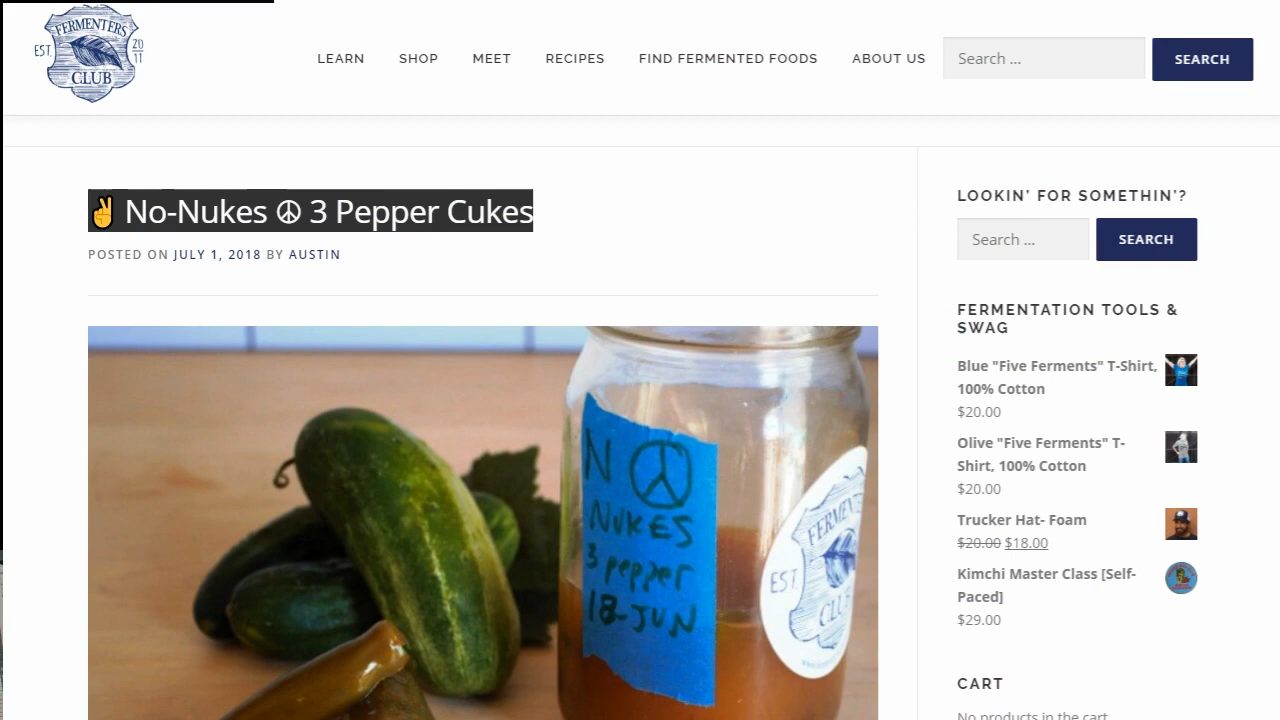 FERMENTERS
EST. 20
11
CLUB
LEARN SHOP MEET RECIPES FIND FERMENTED FOODS ABOUT US Search ... SEARCH
✌ No-Nukes ☮ 3 Pepper Cukes
POSTED ON JULY 1, 2018 BY AUSTIN
N☮
NUKES
3 pepper
18-JUN
FERMEN
EST.
CLU
LOOKIN' FOR SOMETHIN'?
Search ... SEARCH
FERMENTATION TOOLS &
SWAG
Blue "Five Ferments" T-Shirt,
100% Cotton
$20.00
Olive "Five Ferments" T-
Shirt, 100% Cotton
$20.00
Trucker Hat- Foam
$20.00 $18.00
Kimchi Master Class [Self-
Paced]
$29.00
CART
No products in the cart.